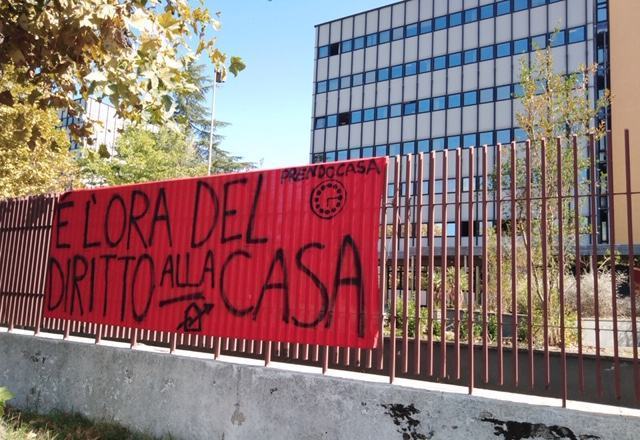 PRENDOCASA
È L'ORA DEL
DIRITTO ALLA CASA